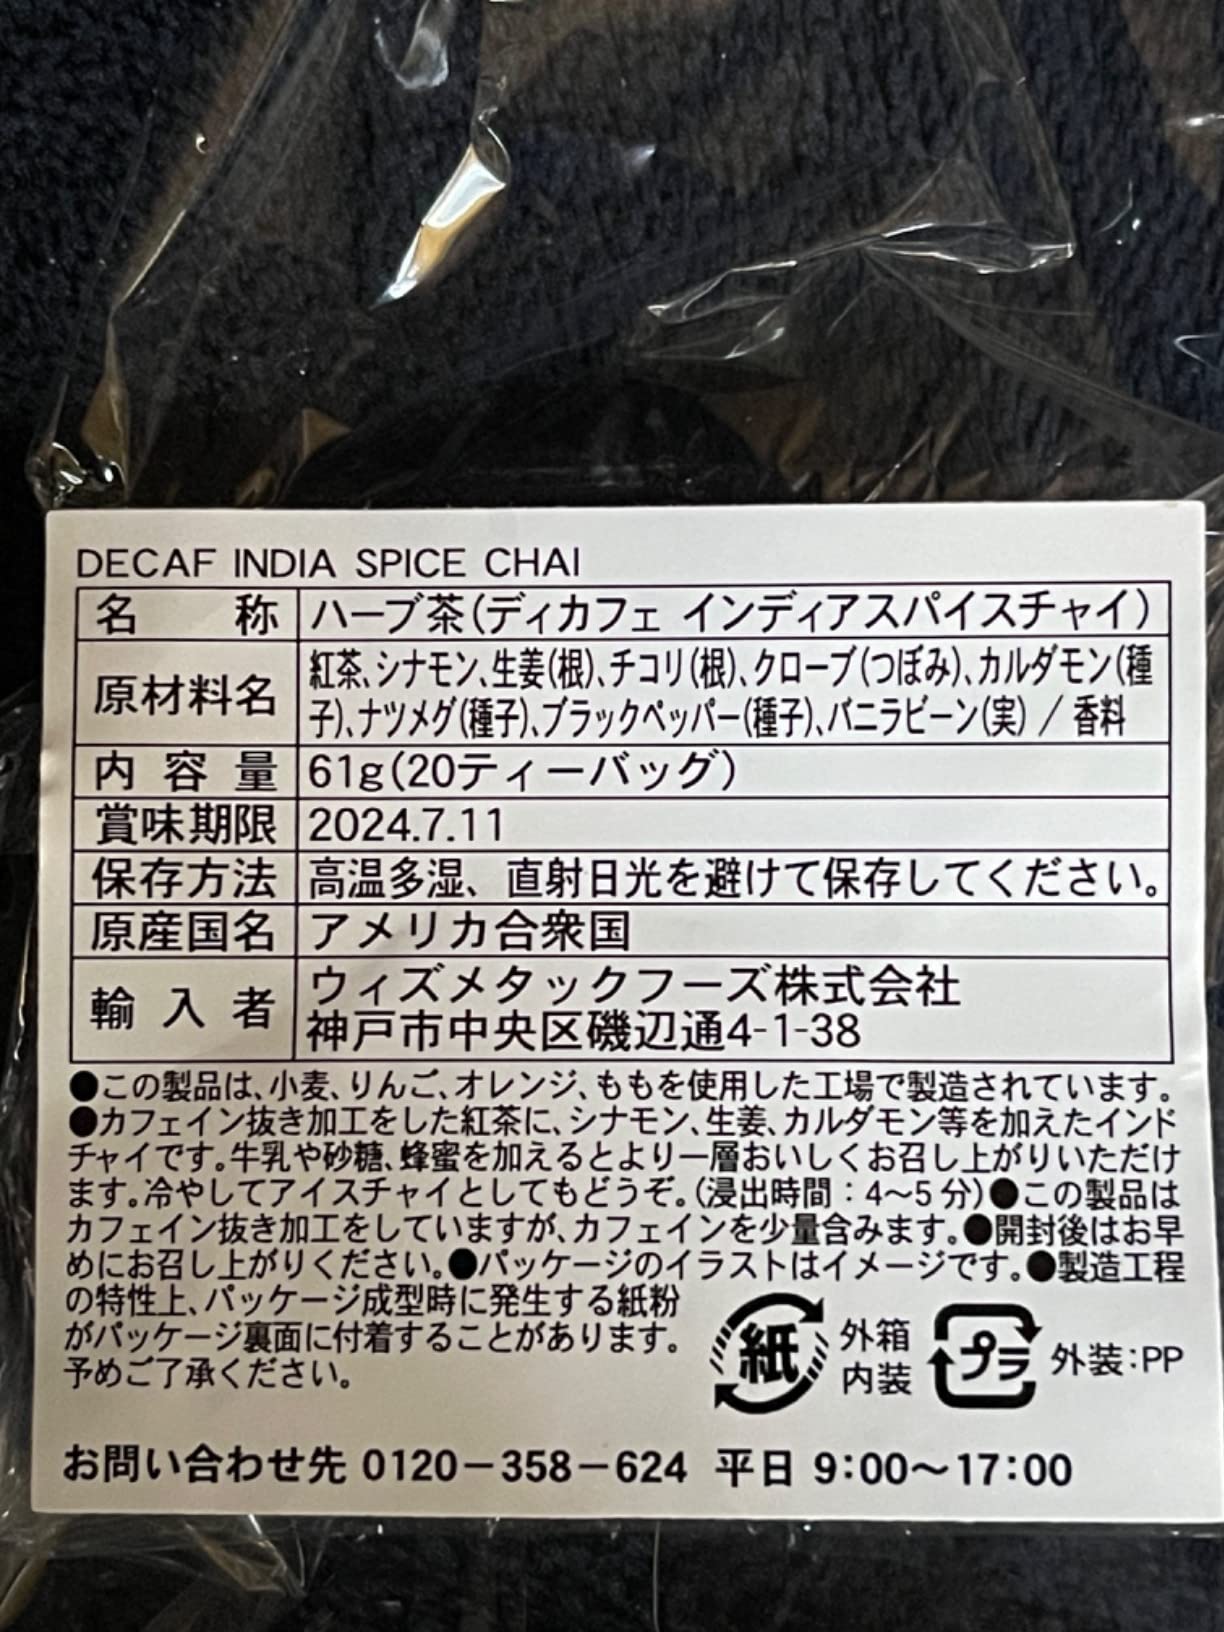 DECAF INDIA SPICE CHAI
名称 ハーブ茶(ディカフェ インディアスパイスチャイ)
原材料名 紅茶、シナモン、生姜(根)、チコリ(根)、クローブ(つぼみ)、カルダモン(種
子)、ナツメグ(種子)、ブラックペッパー(種子)、バニラビーン(実) / 香料
内容量 61g(20ティーバッグ)
賞味期限 2024.7.11
保存方法 高温多湿、直射日光を避けて保存してください。
原産国名 アメリカ合衆国
輸入者 ウィズメタックフーズ株式会社
神戸市中央区磯辺通4-1-38
●この製品は、小麦、りんご、オレンジ、ももを使用した工場で製造されています。
●カフェイン抜き加工をした紅茶に、シナモン、生姜、カルダモン等を加えたインド
チャイです。牛乳や砂糖、蜂蜜を加えるとより一層おいしくお召し上がりいただけ
ます。冷やしてアイスチャイとしてもどうぞ。(浸出時間：4〜5分)●この製品は
カフェイン抜き加工をしていますが、カフェインを少量含みます。●開封後はお早
めにお召し上がりください。●パッケージのイラストはイメージです。●製造工程
の特性上、パッケージ成型時に発生する紙粉
がパッケージ裏面に付着することがあります。
予めご了承ください。
紙 外箱
内装
プラ 外装：PP
お問い合わせ先 0120−358−624 平日 9：00〜17：00